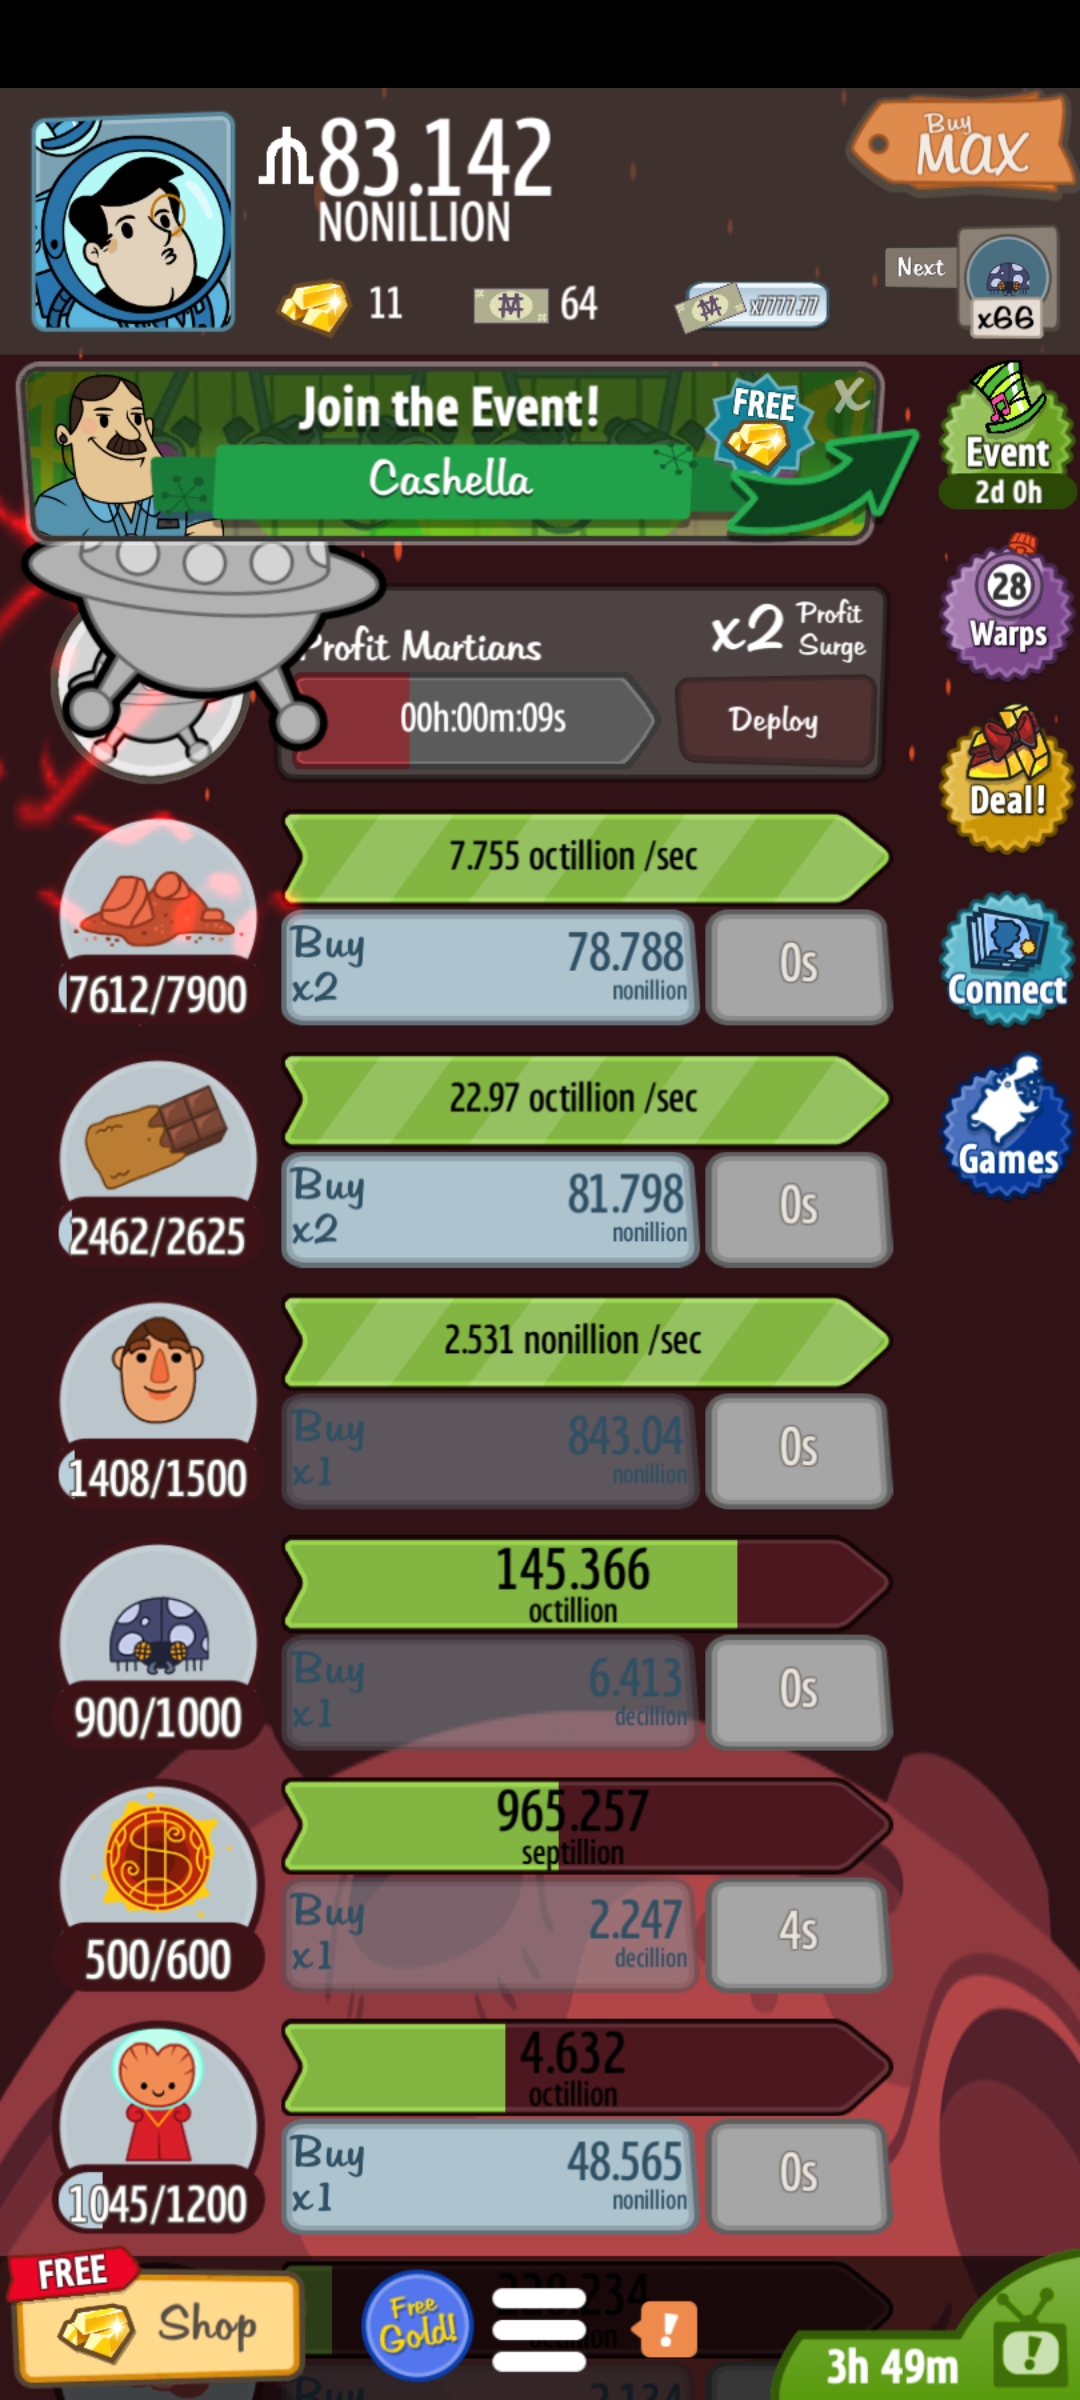 83.142
NONILLION
Buy
MAX
11
64
x7777.77
Next
x66
Join the Event!
FREE
X
Cashella
Event
2d 0h
Profit Martians
x2 Profit Surge
00h:00m:09s
Deploy
28
Warps
Deal!
7.755 octillion /sec
Buy
x2
78.788
nonillion
0s
7612/7900
Connect
22.97 octillion /sec
Games
Buy
x2
81.798
nonillion
0s
2462/2625
2.531 nonillion /sec
Buy
x1
843.04
nonillion
0s
1408/1500
145.366
octillion
Buy
x1
6.413
decillion
0s
900/1000
965.257
septillion
Buy
x1
2.247
decillion
4s
500/600
4.632
octillion
Buy
x1
48.565
nonillion
0s
1045/1200
FREE
Shop
Free
Gold!
!
3h 49m
!
Buy